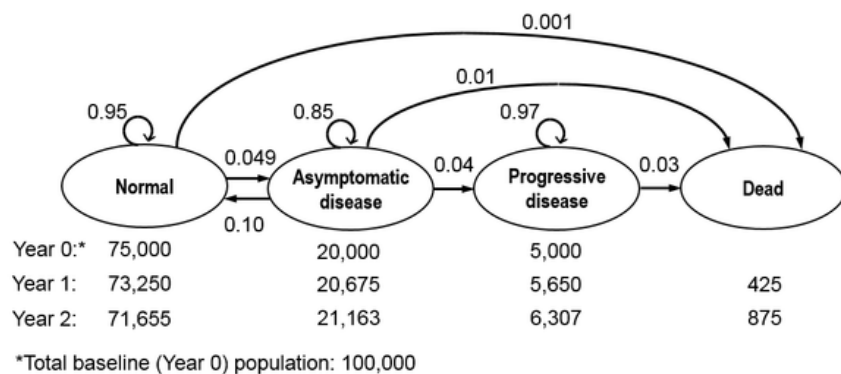 0.001
0.01
0.95
0.85
0.97
0.049
0.04
0.03
Normal
Asymptomatic
disease
Progressive
disease
Dead
0.10
Year 0:* 75,000 20,000 5,000
Year 1: 73,250 20,675 5,650 425
Year 2: 71,655 21,163 6,307 875
*Total baseline (Year 0) population: 100,000